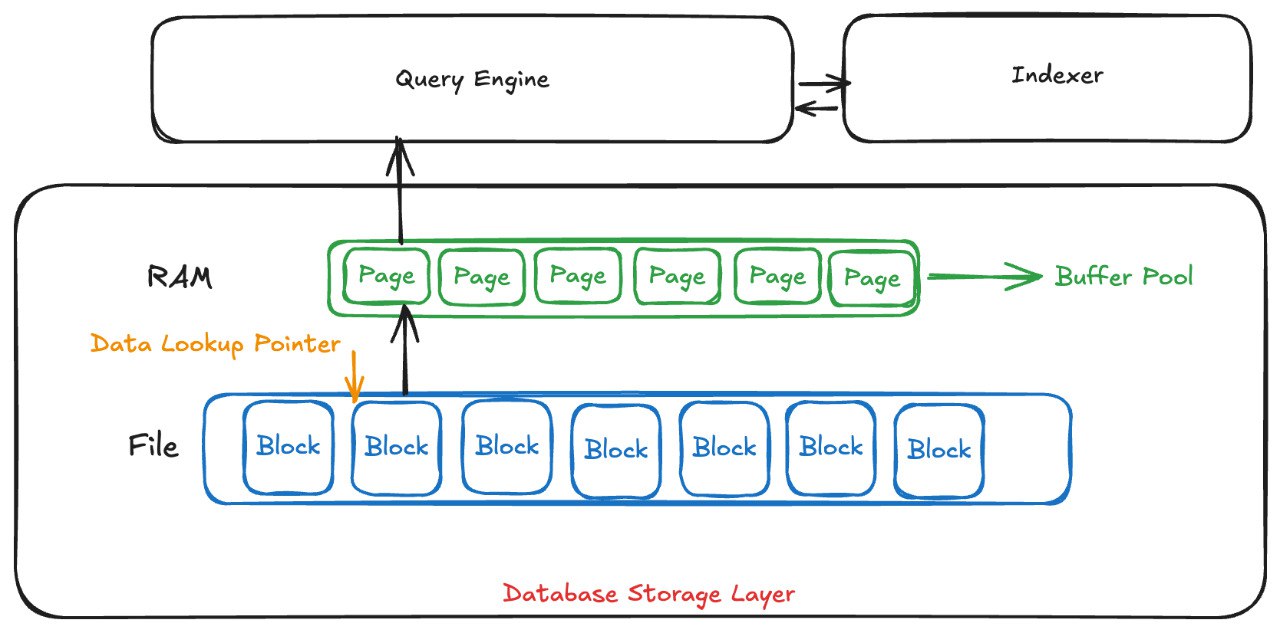 Query Engine
Indexer
RAM
Page Page Page Page Page Page
Buffer Pool
Data Lookup Pointer
File
Block Block Block Block Block Block Block
Database Storage Layer